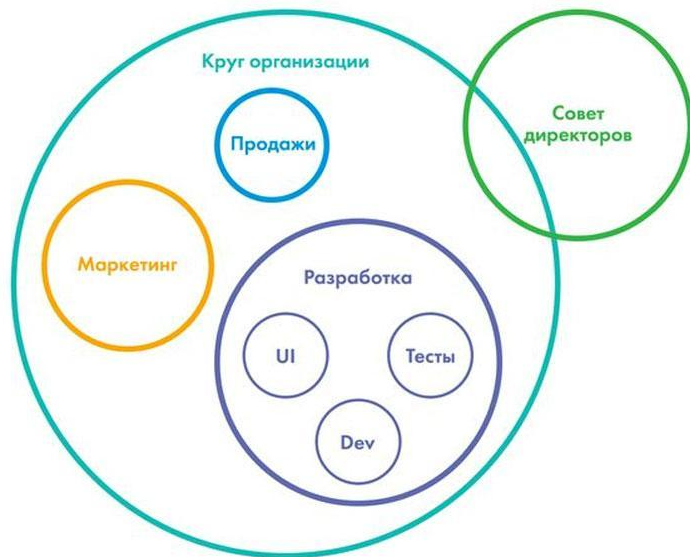 Круг организации
Совет
директоров
Продажи
Маркетинг
Разработка
UI
Тесты
Dev